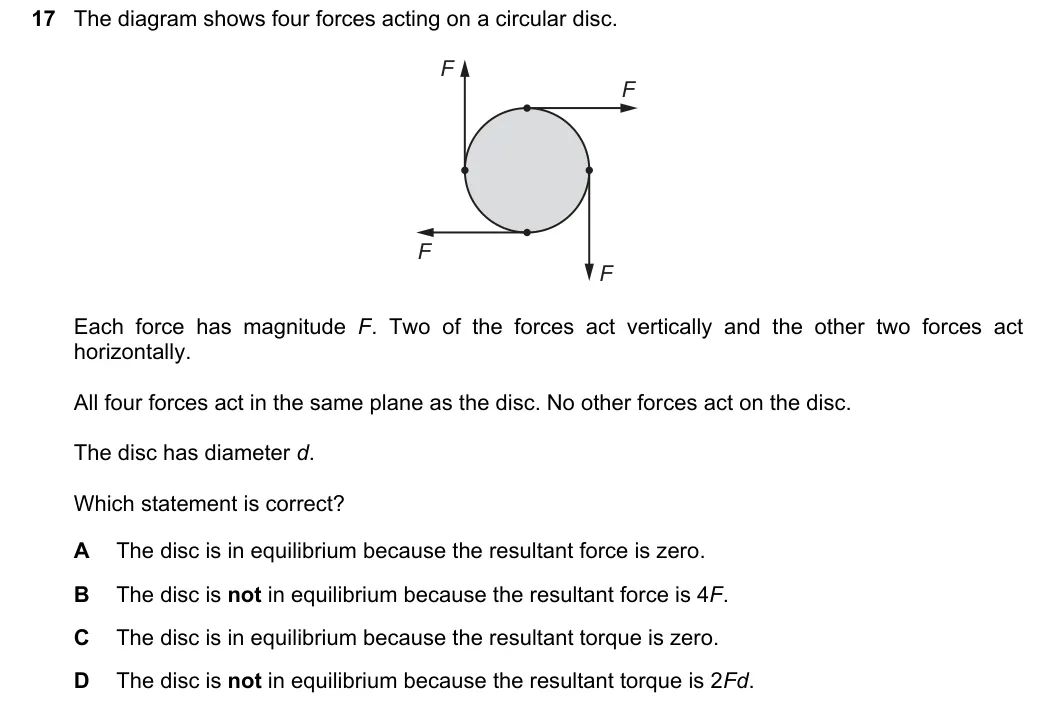 17 The diagram shows four forces acting on a circular disc.
F
F
F
F
Each force has magnitude F. Two of the forces act vertically and the other two forces act
horizontally.
All four forces act in the same plane as the disc. No other forces act on the disc.
The disc has diameter d.
Which statement is correct?
A The disc is in equilibrium because the resultant force is zero.
B The disc is not in equilibrium because the resultant force is 4F.
C The disc is in equilibrium because the resultant torque is zero.
D The disc is not in equilibrium because the resultant torque is 2Fd.